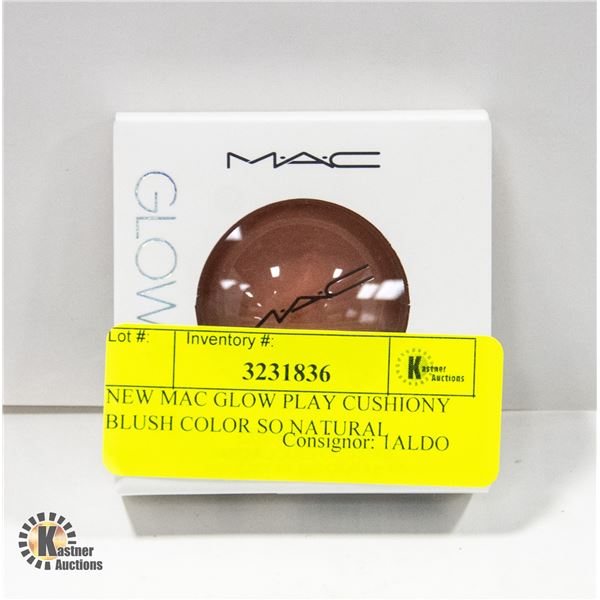 M·A·C
GLOW
M·A·C
Lot #:
Inventory #:
3231836
Kastner
Auctions
NEW MAC GLOW PLAY CUSHIONY
BLUSH COLOR SO NATURAL
Consignor: 1ALDO
Kastner
Auctions